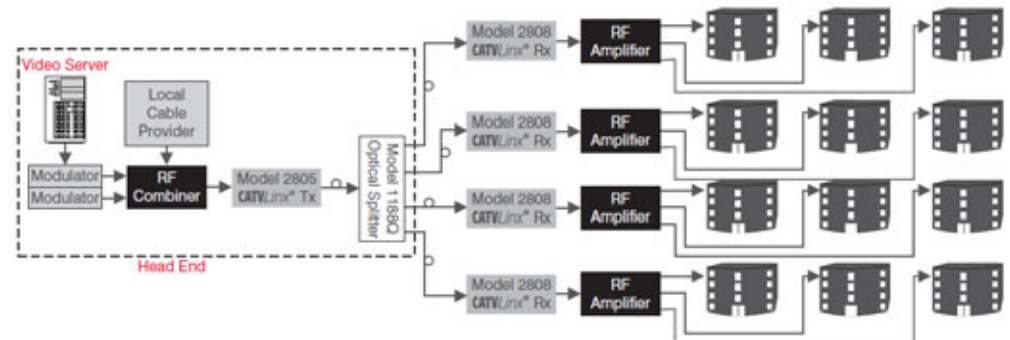 Video Server
Local
Cable
Provider
Modulator
Modulator
RF
Combiner
Model 2805
CATVLinx® Tx
Model 1188Q
Optical Splitter
Head End
Model 2808
CATVLinx® Rx
RF
Amplifier
Model 2808
CATVLinx® Rx
RF
Amplifier
Model 2808
CATVLinx® Rx
RF
Amplifier
Model 2808
CATVLinx® Rx
RF
Amplifier